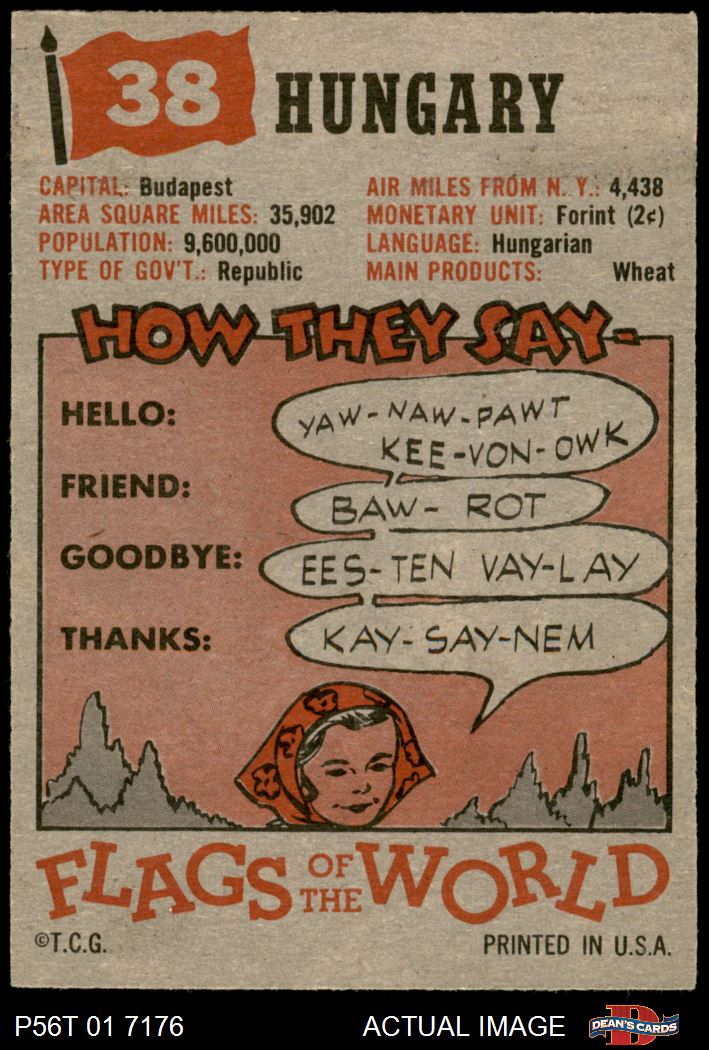 38 HUNGARY
CAPITAL: Budapest
AREA SQUARE MILES: 35,902
POPULATION: 9,600,000
TYPE OF GOV'T.: Republic
AIR MILES FROM N. Y.: 4,438
MONETARY UNIT: Forint (2¢)
LANGUAGE: Hungarian
MAIN PRODUCTS: Wheat
HOW THEY SAY-
HELLO:
YAW-NAW-PAWT
KEE-VON-OWK
FRIEND:
BAW-ROT
GOODBYE:
EES-TEN VAY-LAY
THANKS:
KAY-SAY-NEM
FLAGS OF THE WORLD
©T.C.G.
PRINTED IN U.S.A.
P56T 01 7176
ACTUAL IMAGE
D
DEAN'S CARDS